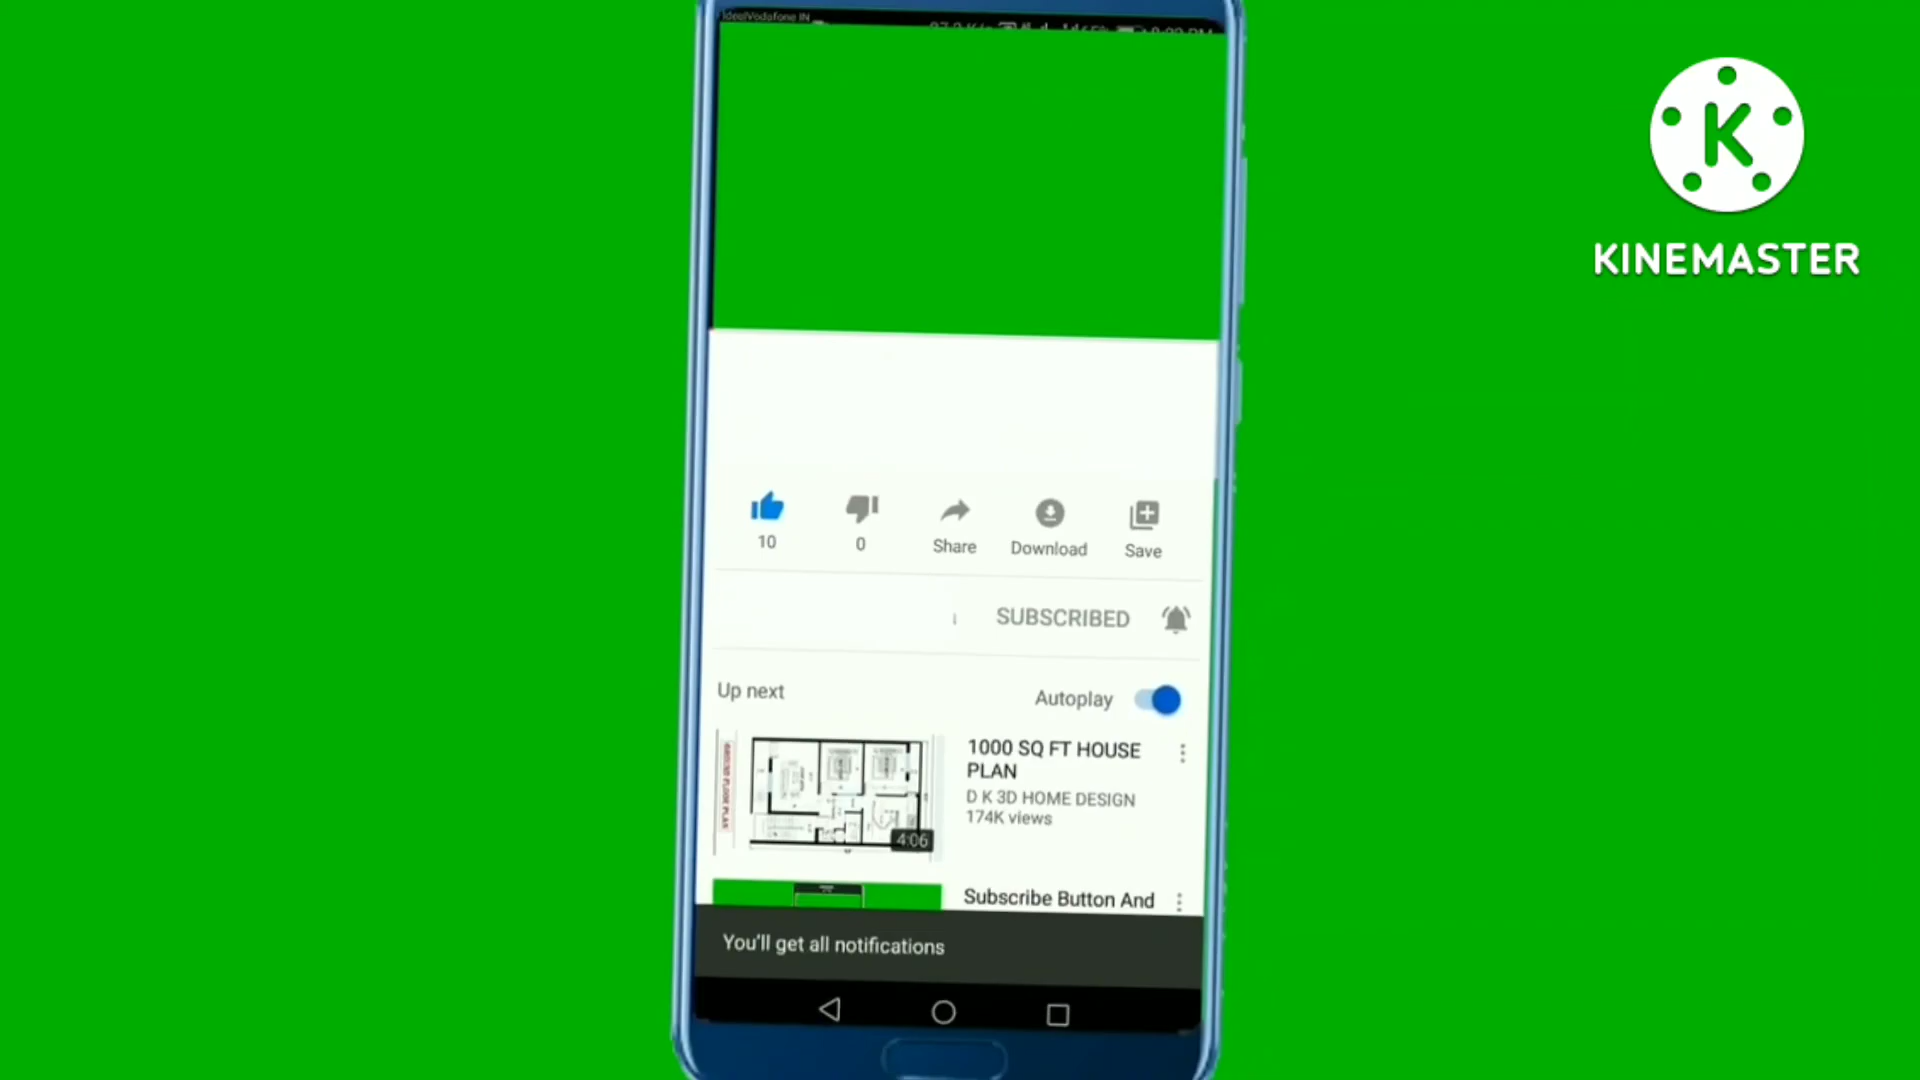 K
KINEMASTER
10
0
Share
Download
Save
SUBSCRIBED
Up next
Autoplay
1000 SQ FT HOUSE
PLAN
D K 3D HOME DESIGN
174K views
4:06
Subscribe Button And
You'll get all notifications